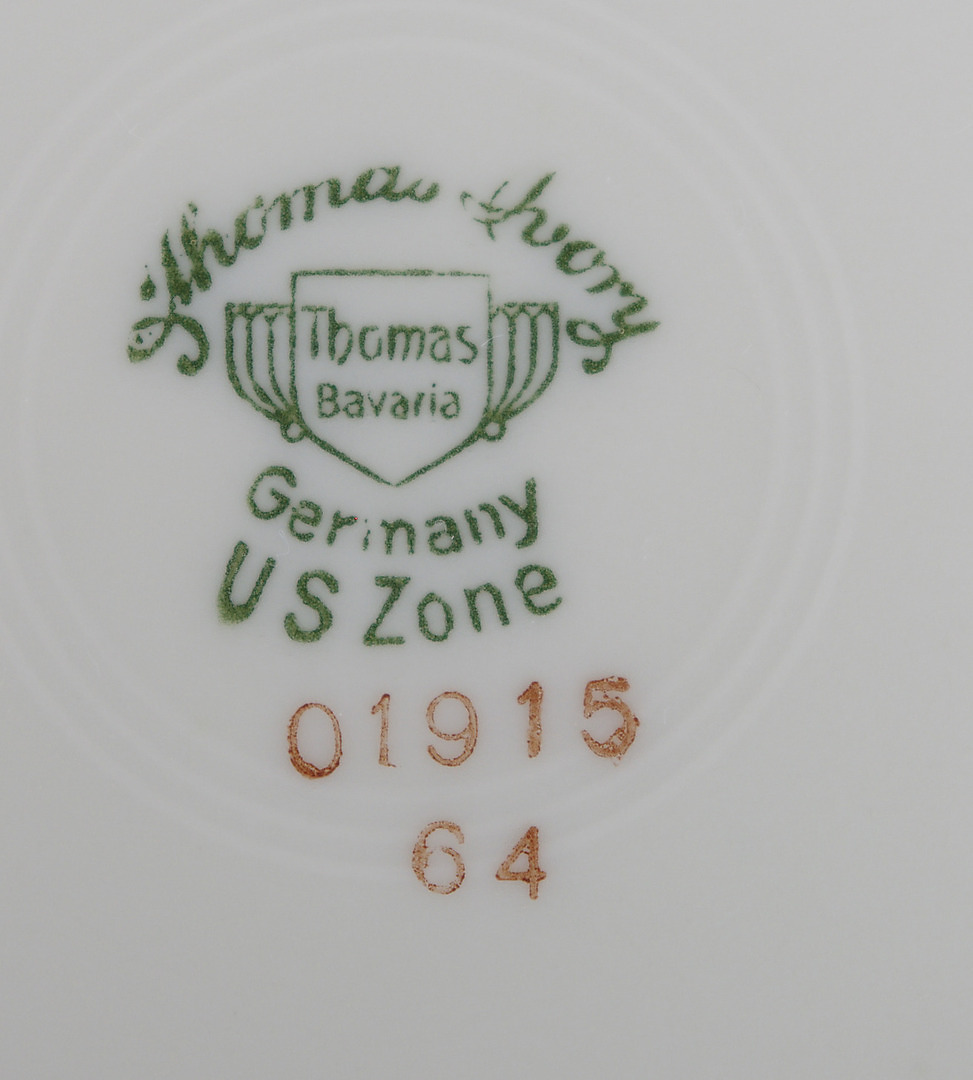 Thomas Ivory
Thomas
Bavaria
Germany
US Zone
01915
64